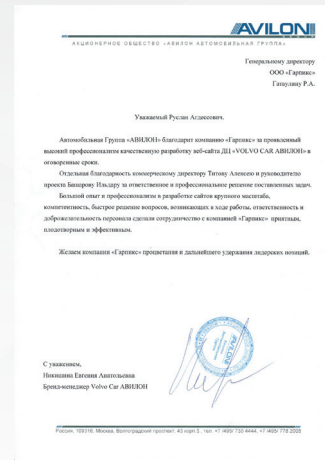 AVILON
АКЦИОНЕРНОЕ ОБЩЕСТВО «АВИЛОН АВТОМОБИЛЬНАЯ ГРУППА»
Генеральному директору
ООО «Гарпикс»
Гатаулину Р.А.
Уважаемый Руслан Агдесович.
Автомобильная Группа «АВИЛОН» благодарит компанию «Гарпикс» за проявленный
высокий профессионализм качественную разработку веб-сайта ДЦ «VOLVO CAR АВИЛОН» в
оговоренные сроки.
Отдельная благодарность коммерческому директору Титову Алексею и руководителю
проекта Баширову Ильдару за ответственное и профессиональное решение поставленных задач.
Большой опыт и профессионализм в разработке сайтов крупного масштаба,
компетентность, быстрое решение вопросов, возникающих в ходе работы, ответственность и
доброжелательность персонала сделали сотрудничество с компанией «Гарпикс» приятным,
плодотворным и эффективным.
Желаем компании «Гарпикс» процветания и дальнейшего удержания лидерских позиций.
AVILON
С уважением,
Никишина Евгения Анатольевна
Бренд-менеджер Volvo Car АВИЛОН
Россия, 109316, Москва, Волгоградский проспект, 43 корп.3, тел. +7 /495/ 730 4444, +7 /495/ 778 2005